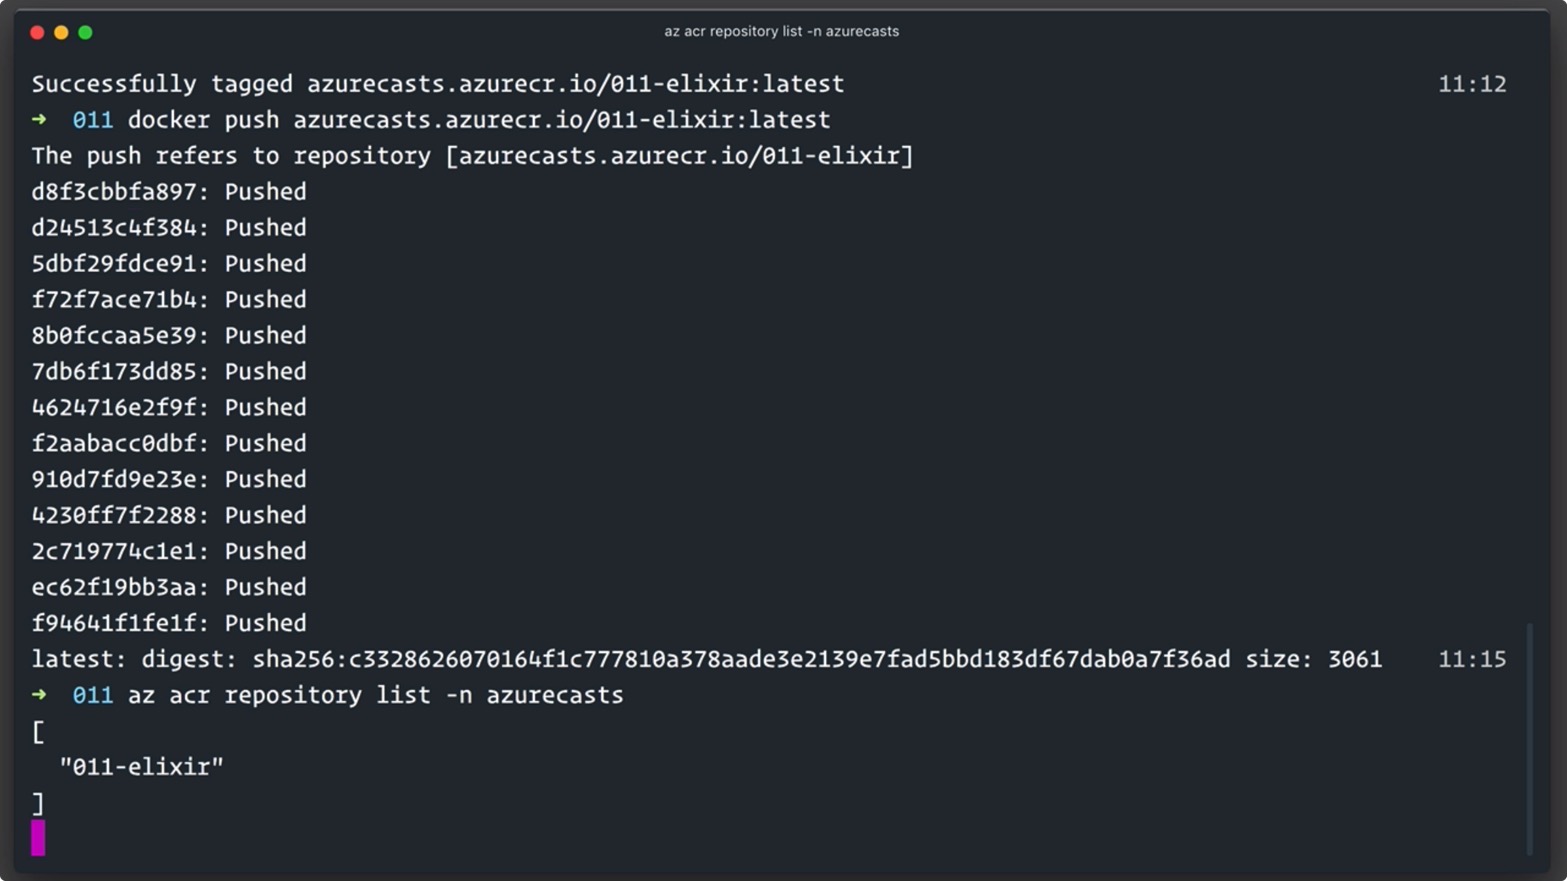 az acr repository list -n azurecasts
Successfully tagged azurecasts.azurecr.io/011-elixir:latest 11:12
➜ 011 docker push azurecasts.azurecr.io/011-elixir:latest
The push refers to repository [azurecasts.azurecr.io/011-elixir]
d8f3cbbfa897: Pushed
d24513c4f384: Pushed
5dbf29fdce91: Pushed
f72f7ace71b4: Pushed
8b0fccaa5e39: Pushed
7db6f173dd85: Pushed
4624716e2f9f: Pushed
f2aabacc0dbf: Pushed
910d7fd9e23e: Pushed
4230ff7f2288: Pushed
2c719774c1e1: Pushed
ec62f19bb3aa: Pushed
f94641f1fe1f: Pushed
latest: digest: sha256:c3328626070164f1c777810a378aade3e2139e7fad5bbd183df67dab0a7f36ad size: 3061 11:15
➜ 011 az acr repository list -n azurecasts
[
"011-elixir"
]